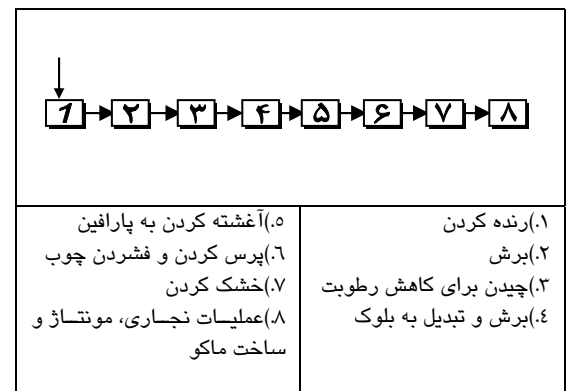 1 ۲ ۳ ۴ ۵ ۶ ۷ ۸
۱.)رنده کردن
۲.)برش
۳.)چیدن برای کاهش رطوبت
٤.)برش و تبدیل به بلوک
٥.)آغشته کردن به پارافین
٦.)پرس کردن و فشردن چوب
۷.)خشک کردن
۸.)عملیـات نجـاری، مونتـاژ و
ساخت ماکو